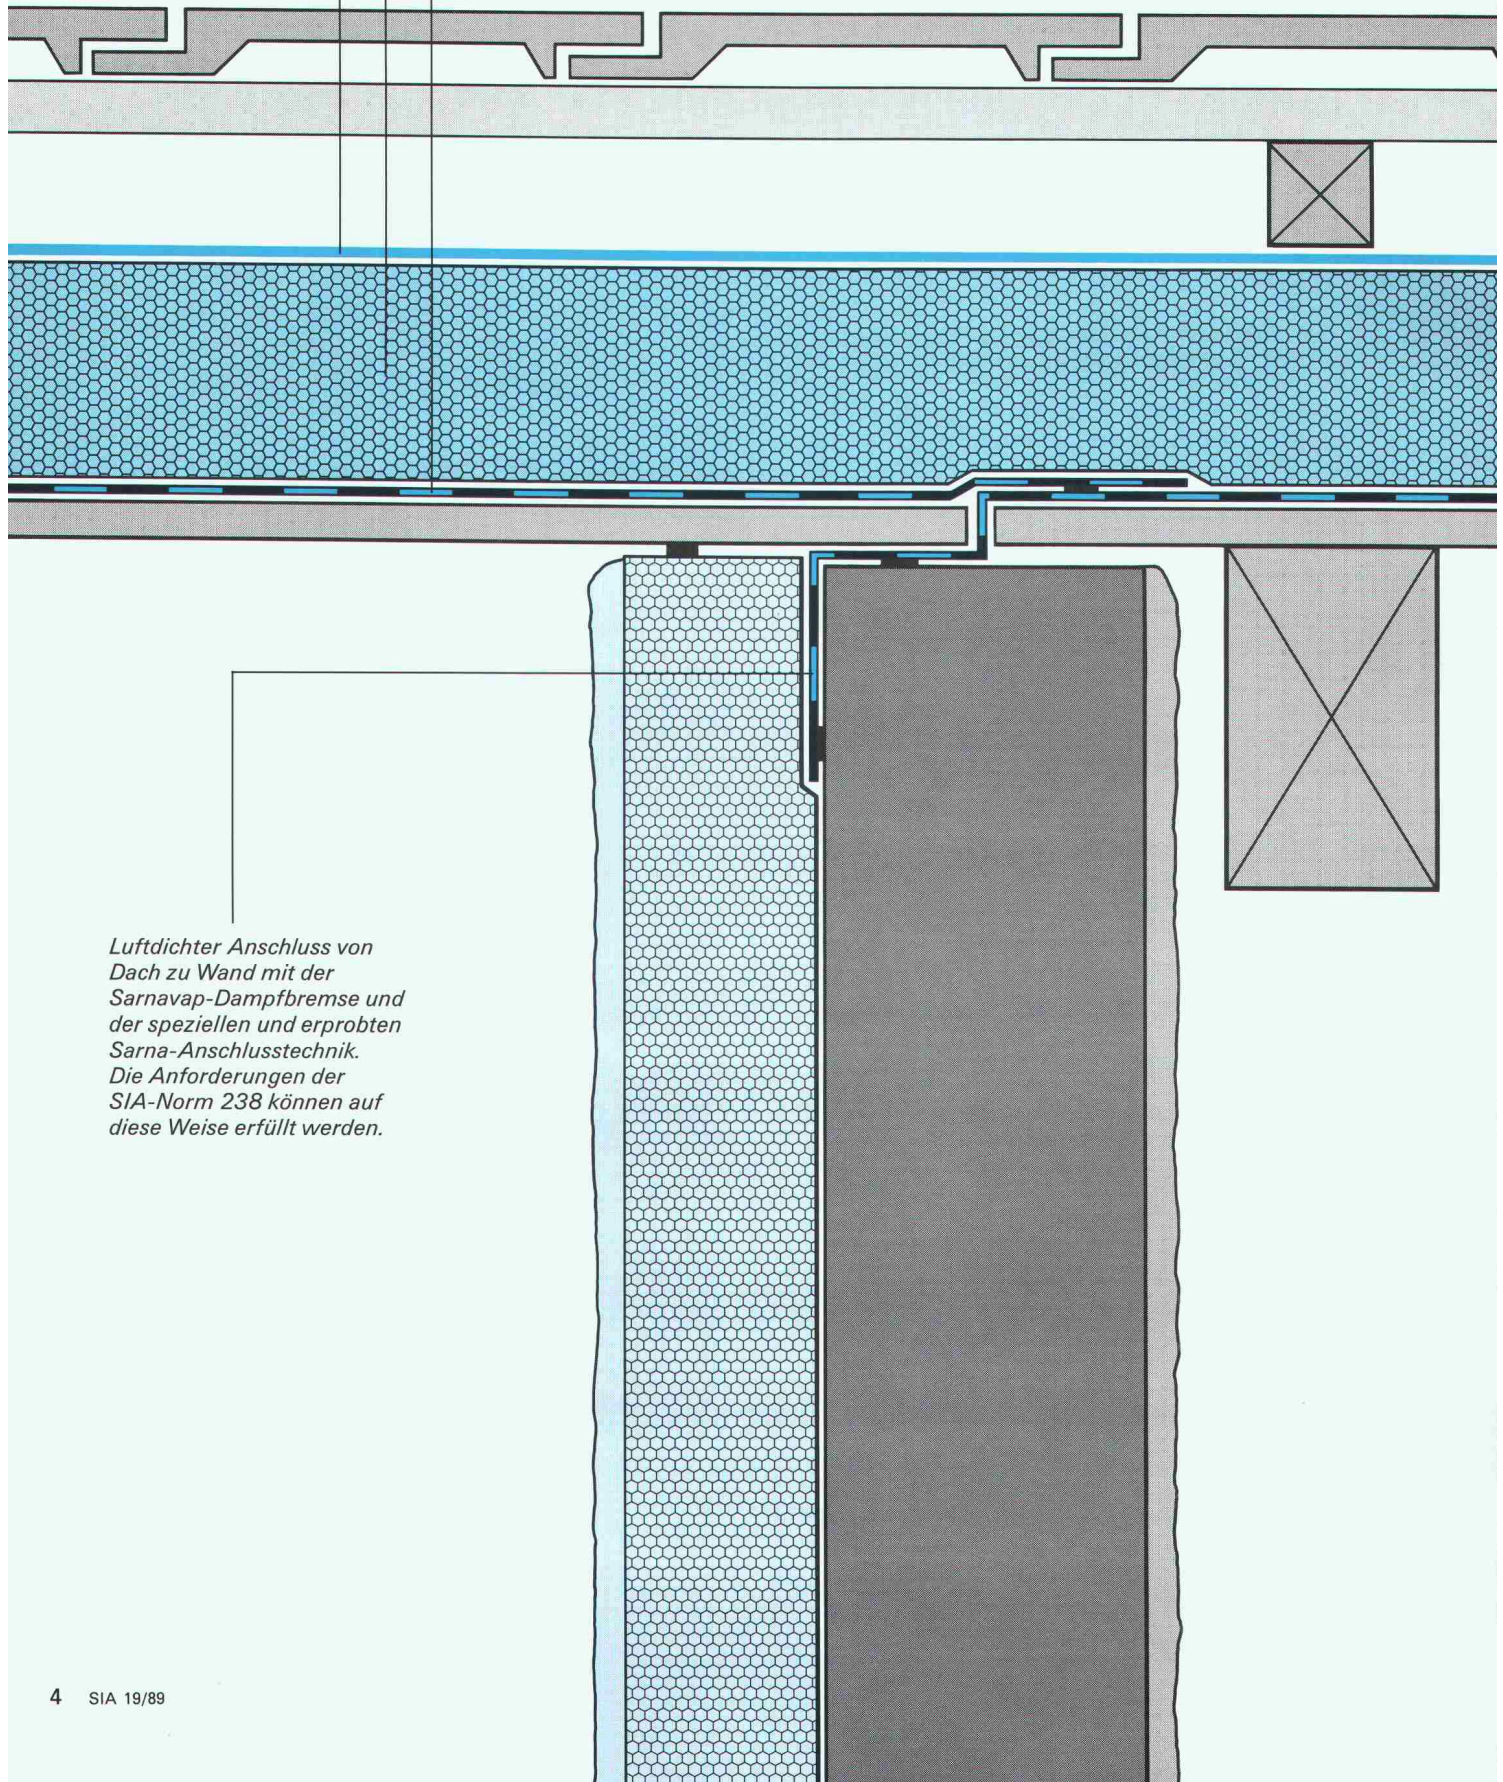 Luftdichter Anschluss von
Dach zu Wand mit der
Sarnavap-Dampfbremse und
der speziellen und erprobten
Sarna-Anschlusstechnik.
Die Anforderungen der
SIA-Norm 238 können auf
diese Weise erfüllt werden.
4 SIA 19/89